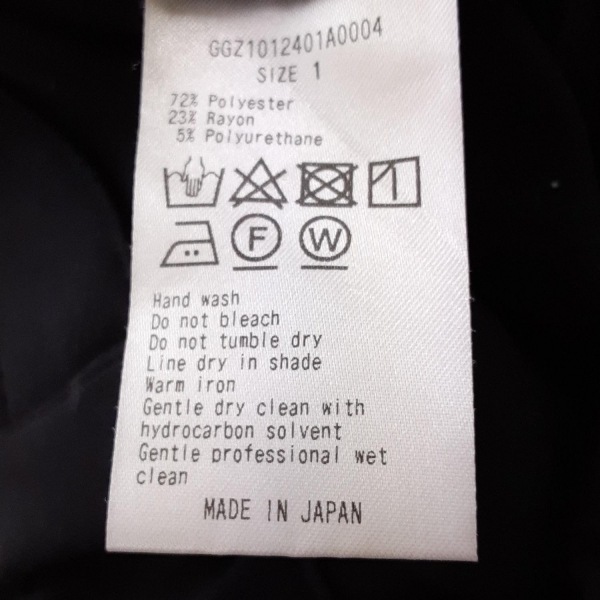 GGZ1012401A0004
SIZE 1
72% Polyester
23% Rayon
5% Polyurethane
F W
Hand wash
Do not bleach
Do not tumble dry
Line dry in shade
Warm iron
Gentle dry clean with
hydrocarbon solvent
Gentle professional wet
clean
MADE IN JAPAN